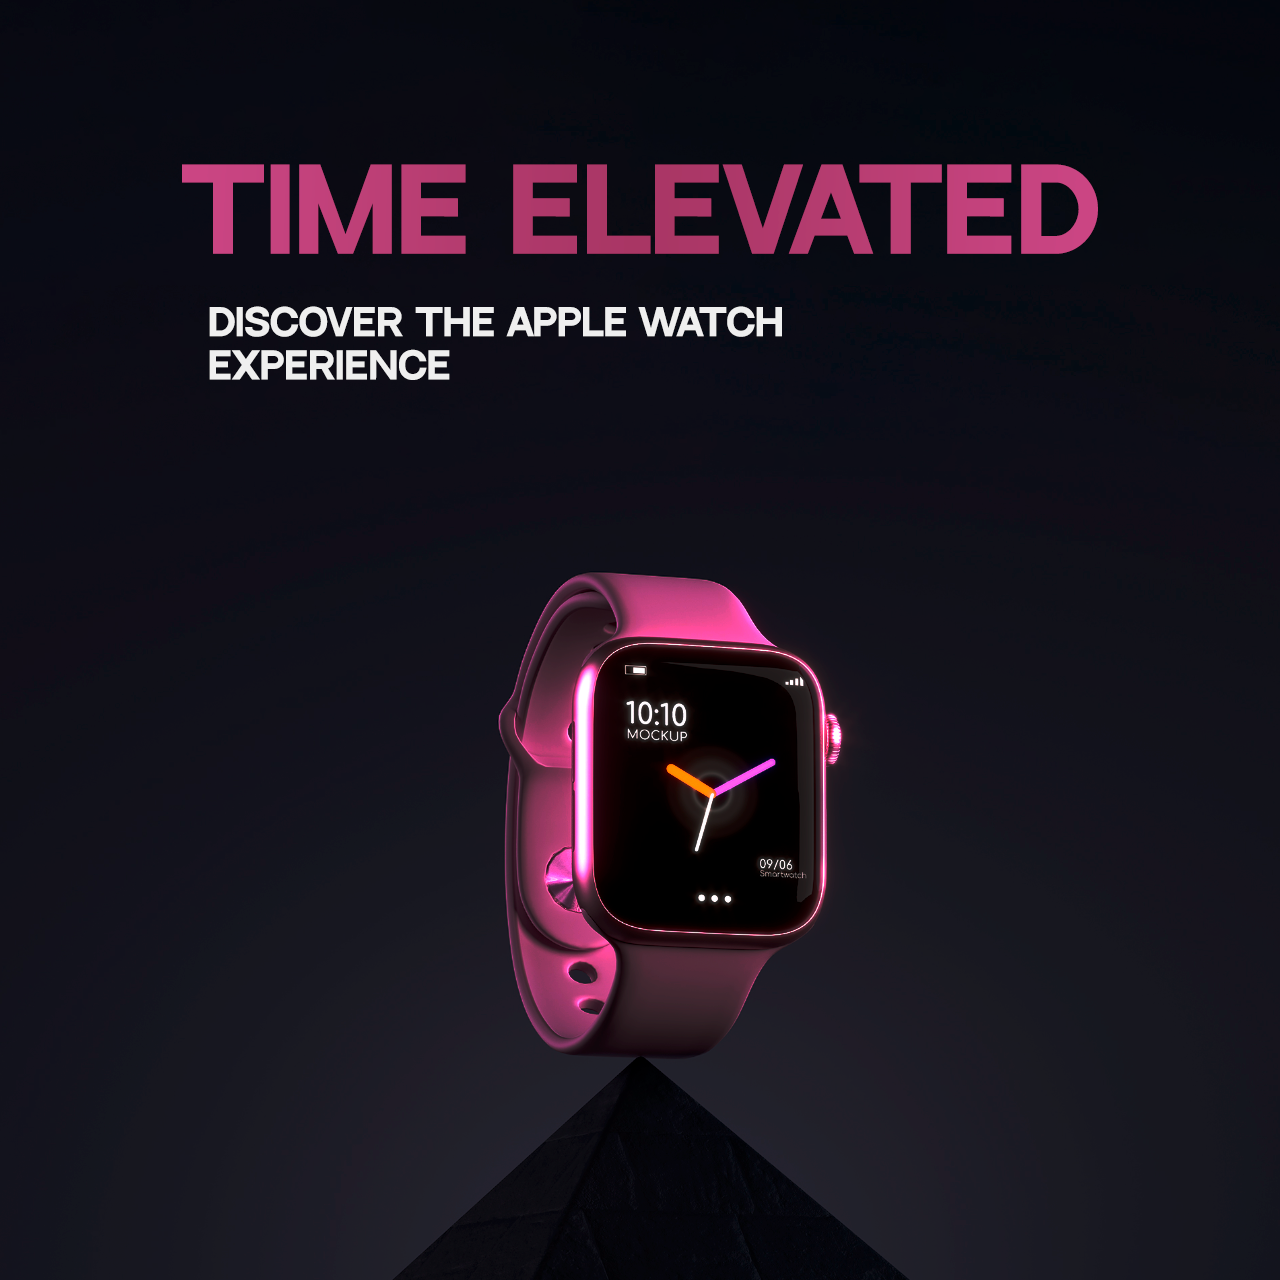 TIME ELEVATED
DISCOVER THE APPLE WATCH
EXPERIENCE
10:10
MOCKUP
09/06
Smartwatch